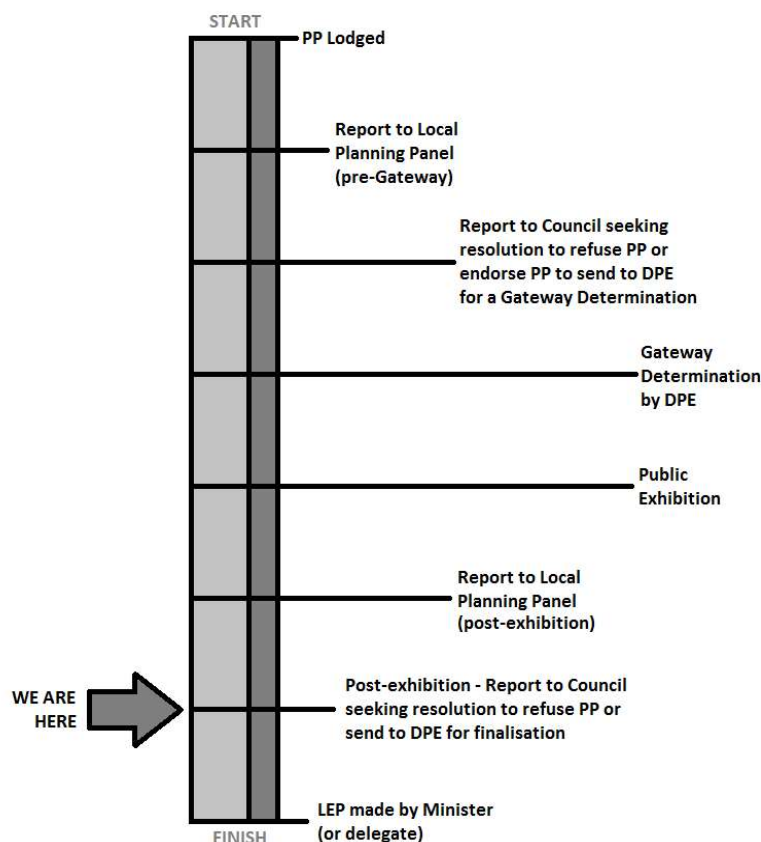 START
PP Lodged
Report to Local
Planning Panel
(pre-Gateway)
Report to Council seeking
resolution to refuse PP or
endorse PP to send to DPE
for a Gateway Determination
Gateway
Determination
by DPE
Public
Exhibition
Report to Local
Planning Panel
(post-exhibition)
WE ARE
HERE
Post-exhibition - Report to Council
seeking resolution to refuse PP or
send to DPE for finalisation
LEP made by Minister
(or delegate)
FINISH